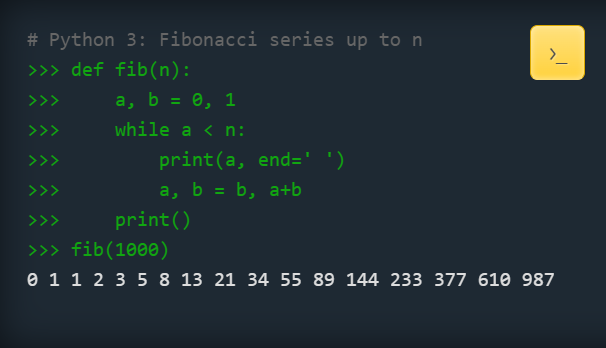 # Python 3: Fibonacci series up to n
>>> def fib(n):
>>>     a, b = 0, 1
>>>     while a < n:
>>>         print(a, end=' ')
>>>         a, b = b, a+b
>>>     print()
>>> fib(1000)
0 1 1 2 3 5 8 13 21 34 55 89 144 233 377 610 987